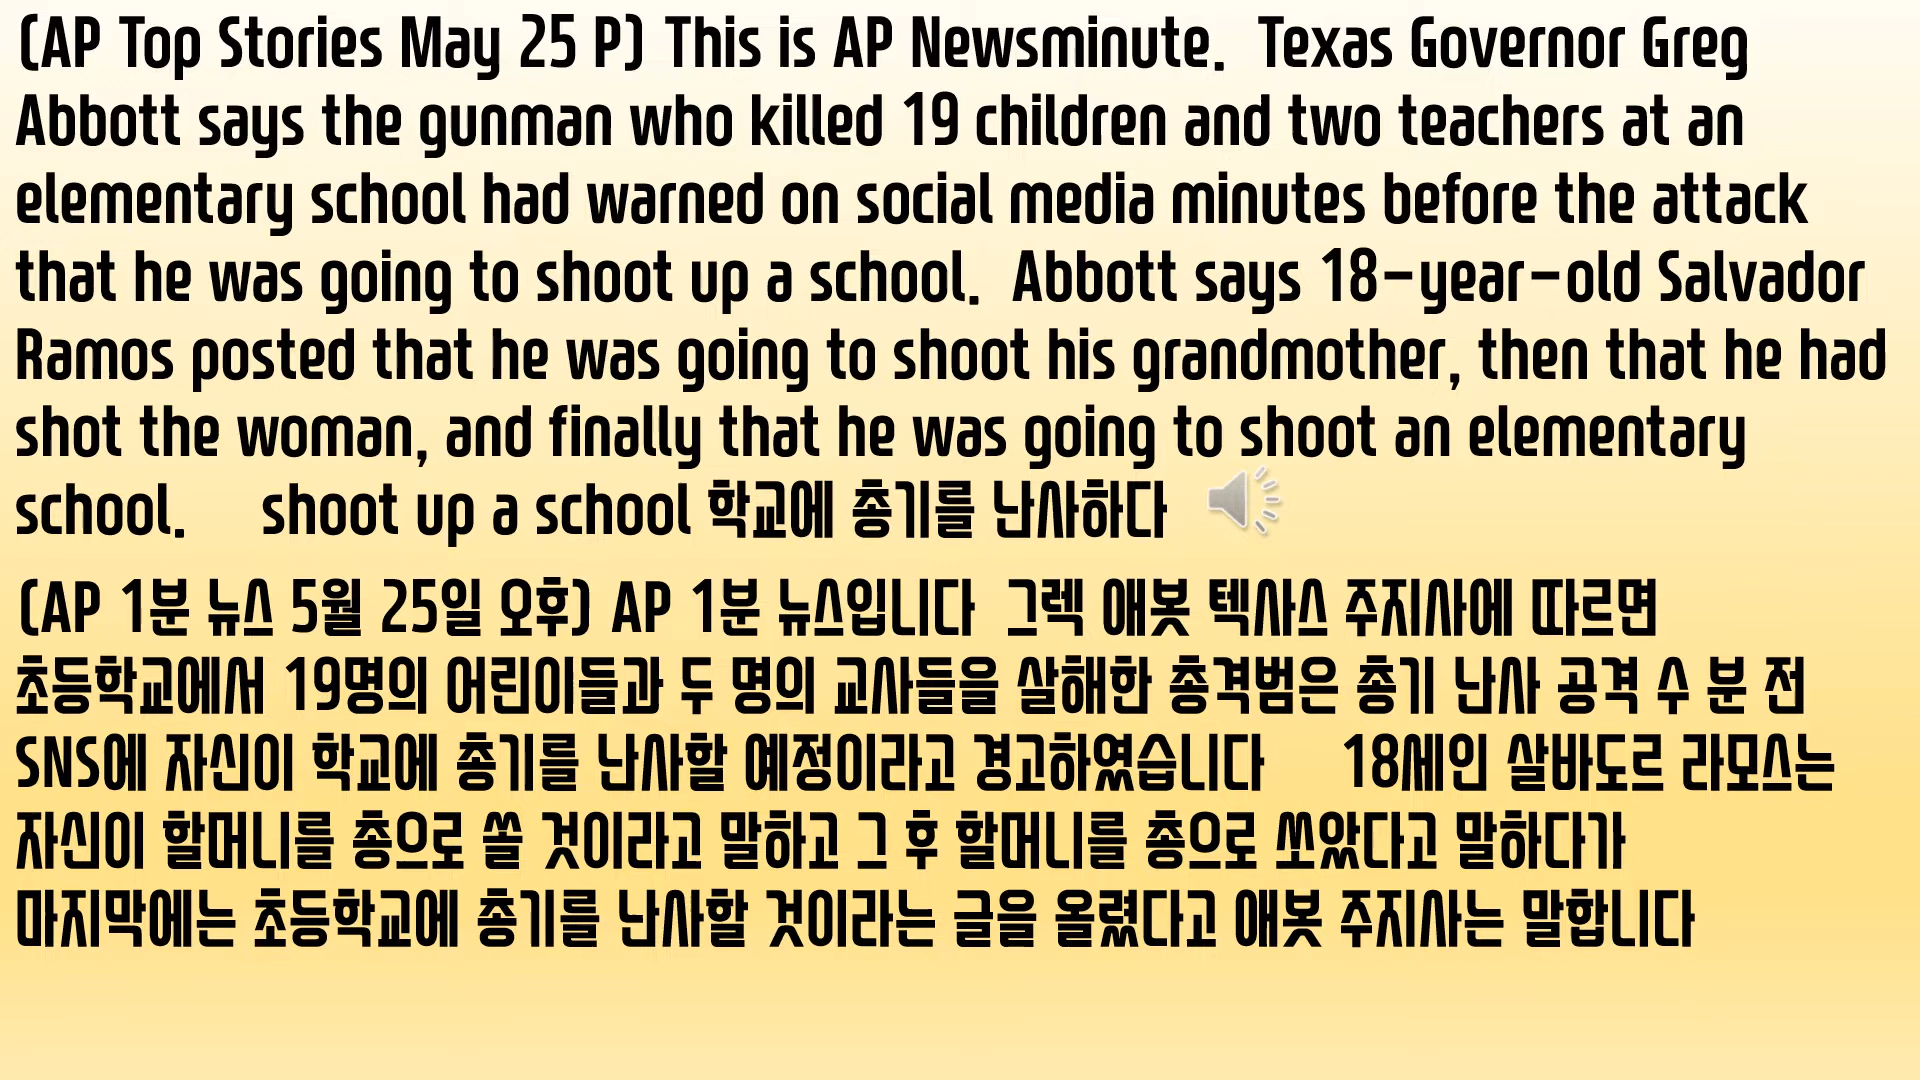 (AP Top Stories May 25 P) This is AP Newsminute.  Texas Governor Greg
Abbott says the gunman who killed 19 children and two teachers at an
elementary school had warned on social media minutes before the attack
that he was going to shoot up a school.  Abbott says 18-year-old Salvador
Ramos posted that he was going to shoot his grandmother, then that he had
shot the woman, and finally that he was going to shoot an elementary
school.    shoot up a school 학교에 총기를 난사하다
(AP 1분 뉴스 5월 25일 오후) AP 1분 뉴스입니다  그렉 애봇 텍사스 주지사에 따르면
초등학교에서 19명의 어린이들과 두 명의 교사들을 살해한 총격범은 총기 난사 공격 수 분 전
SNS에 자신이 학교에 총기를 난사할 예정이라고 경고하였습니다    18세인 살바도르 라모스는
자신이 할머니를 총으로 쏠 것이라고 말하고 그 후 할머니를 총으로 쏘았다고 말하다가
마지막에는 초등학교에 총기를 난사할 것이라는 글을 올렸다고 애봇 주지사는 말합니다